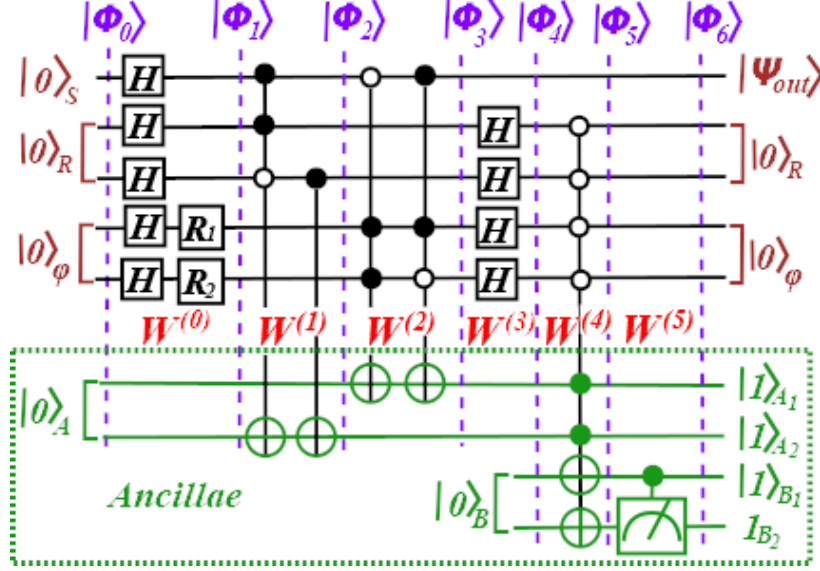 |Φ₀⟩ |Φ₁⟩ |Φ₂⟩ |Φ₃⟩ |Φ₄⟩ |Φ₅⟩ |Φ₆⟩
|0⟩S H |Ψout⟩
|0⟩R H H |0⟩R
H H
|0⟩φ H R₁ H |0⟩φ
H R₂ H
W⁽⁰⁾ W⁽¹⁾ W⁽²⁾ W⁽³⁾ W⁽⁴⁾ W⁽⁵⁾
|0⟩A |1⟩A₁
|1⟩A₂
Ancillae |0⟩B |1⟩B₁
1B₂